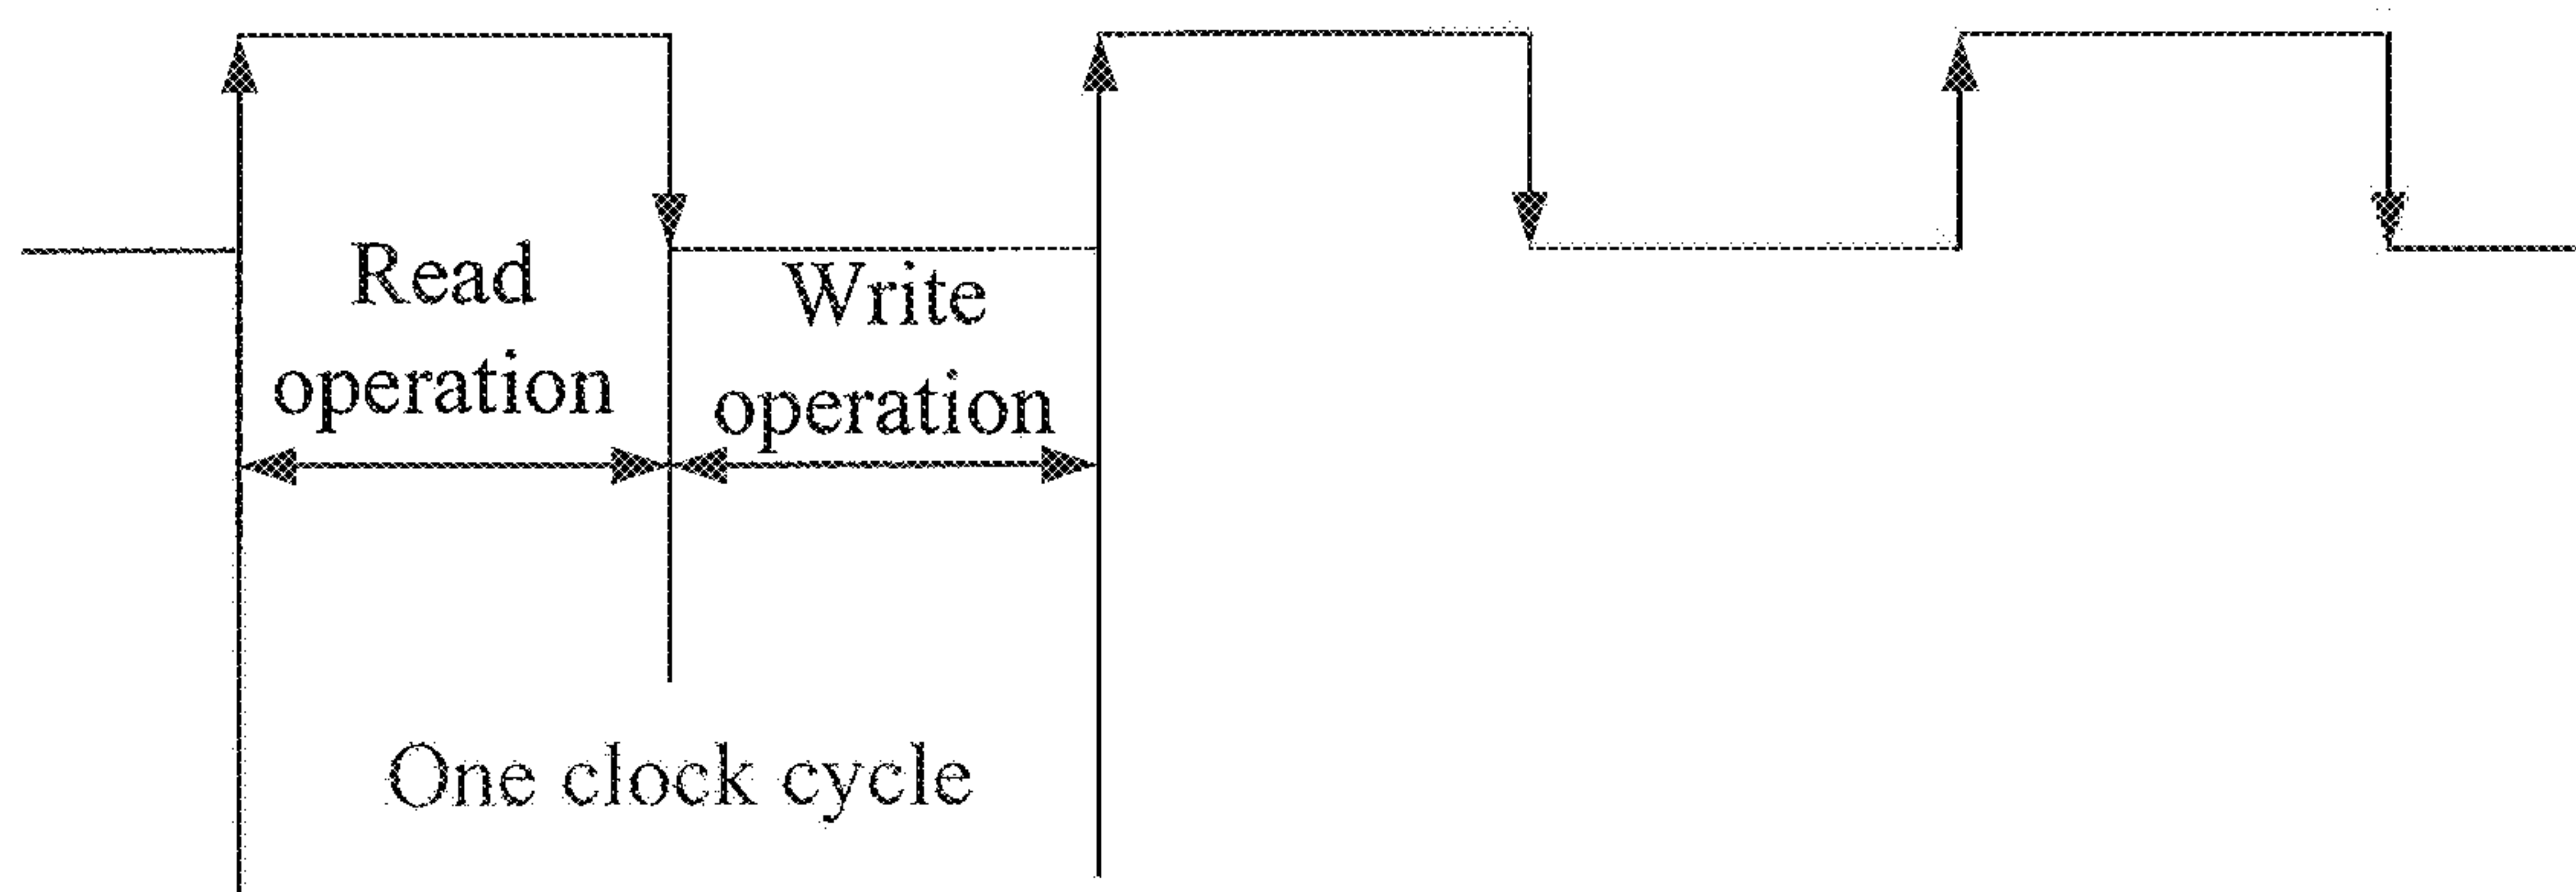 Read
operation
Write
operation
One clock cycle